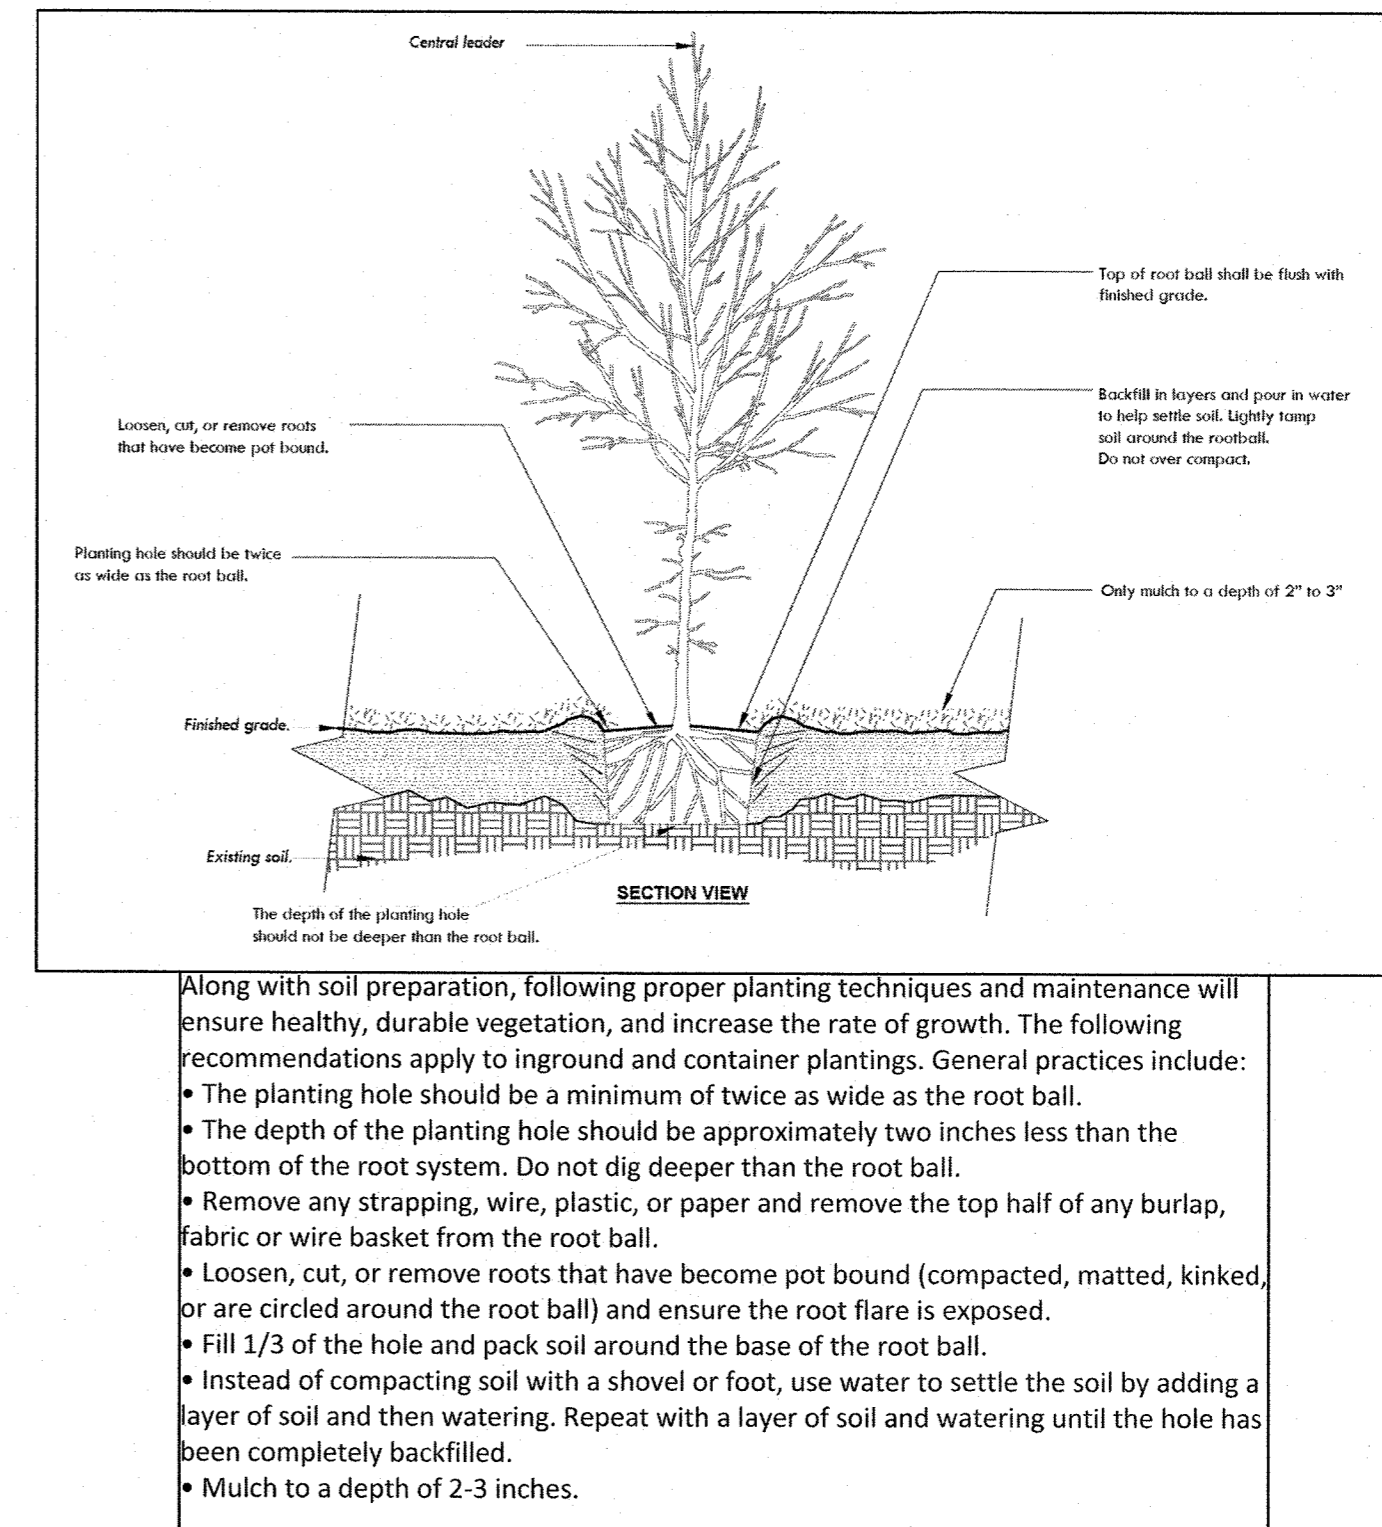 Central leader
Top of root ball shall be flush with
finished grade.
Backfill in layers and pour in water
to help settle soil. Lightly tamp
soil around the rootball.
Do not over compact.
Loosen, cut, or remove roots
that have become pot bound.
Planting hole should be twice
as wide as the root ball.
Only mulch to a depth of 2" to 3"
Finished grade.
Existing soil.
SECTION VIEW
The depth of the planting hole
should not be deeper than the root ball.
Along with soil preparation, following proper planting techniques and maintenance will
ensure healthy, durable vegetation, and increase the rate of growth. The following
recommendations apply to inground and container plantings. General practices include:
• The planting hole should be a minimum of twice as wide as the root ball.
• The depth of the planting hole should be approximately two inches less than the
bottom of the root system. Do not dig deeper than the root ball.
• Remove any strapping, wire, plastic, or paper and remove the top half of any burlap,
fabric or wire basket from the root ball.
• Loosen, cut, or remove roots that have become pot bound (compacted, matted, kinked,
or are circled around the root ball) and ensure the root flare is exposed.
• Fill 1/3 of the hole and pack soil around the base of the root ball.
• Instead of compacting soil with a shovel or foot, use water to settle the soil by adding a
layer of soil and then watering. Repeat with a layer of soil and watering until the hole has
been completely backfilled.
• Mulch to a depth of 2-3 inches.